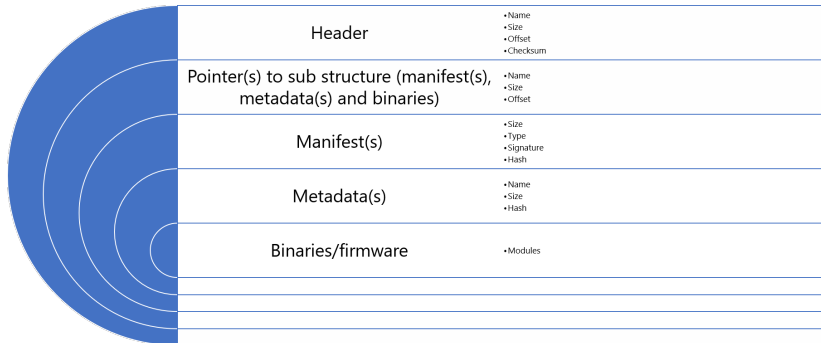 Header
•Name
•Size
•Offset
•Checksum
Pointer(s) to sub structure (manifest(s),
metadata(s) and binaries)
•Name
•Size
•Offset
Manifest(s)
•Size
•Type
•Signature
•Hash
Metadata(s)
•Name
•Size
•Hash
Binaries/firmware
•Modules